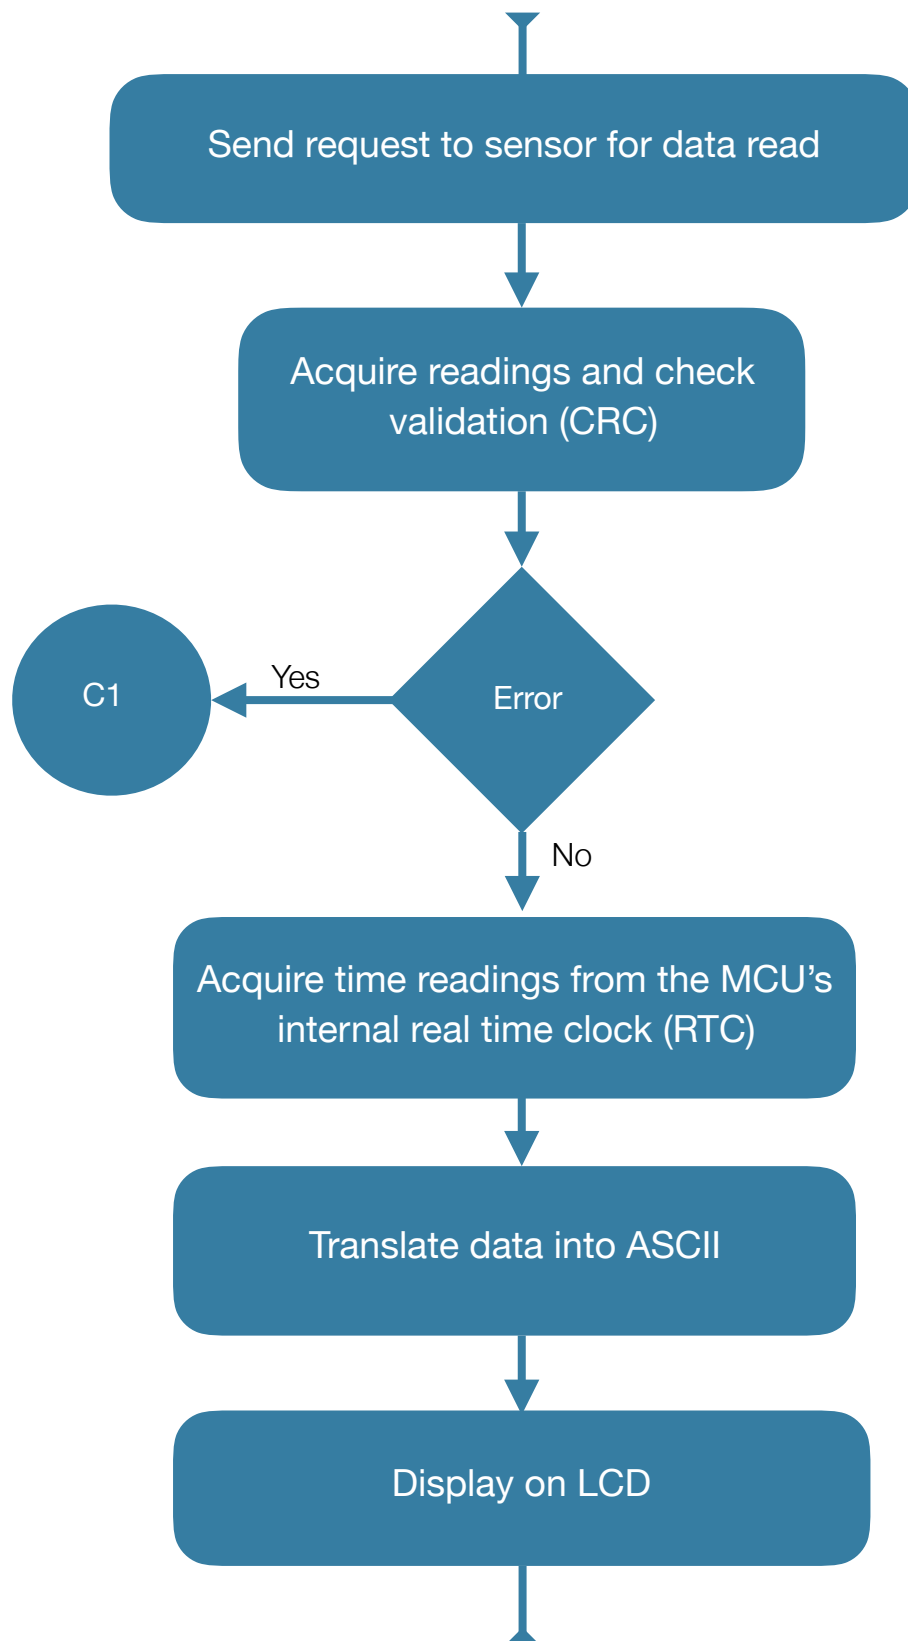 Send request to sensor for data read
Acquire readings and check
validation (CRC)
C1
Yes
Error
No
Acquire time readings from the MCU’s
internal real time clock (RTC)
Translate data into ASCII
Display on LCD